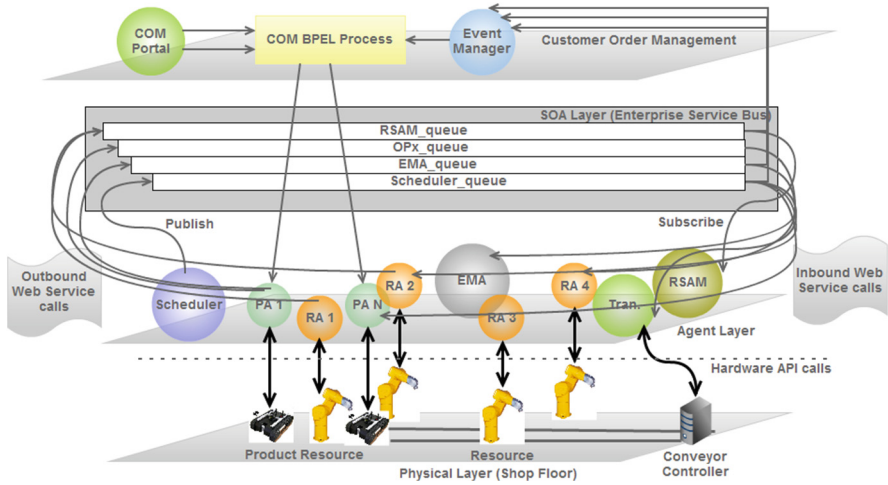 COM
Portal
COM BPEL Process
Event
Manager
Customer Order Management
SOA Layer (Enterprise Service Bus)
RSAM_queue
OPx_queue
EMA_queue
Scheduler_queue
Publish
Subscribe
Outbound
Web Service
calls
Scheduler
PA 1
RA 1
PA N
RA 2
EMA
RA 3
RA 4
Tran.
RSAM
Inbound Web
Service calls
Agent Layer
Hardware API calls
Product Resource
Resource
Conveyor
Controller
Physical Layer (Shop Floor)